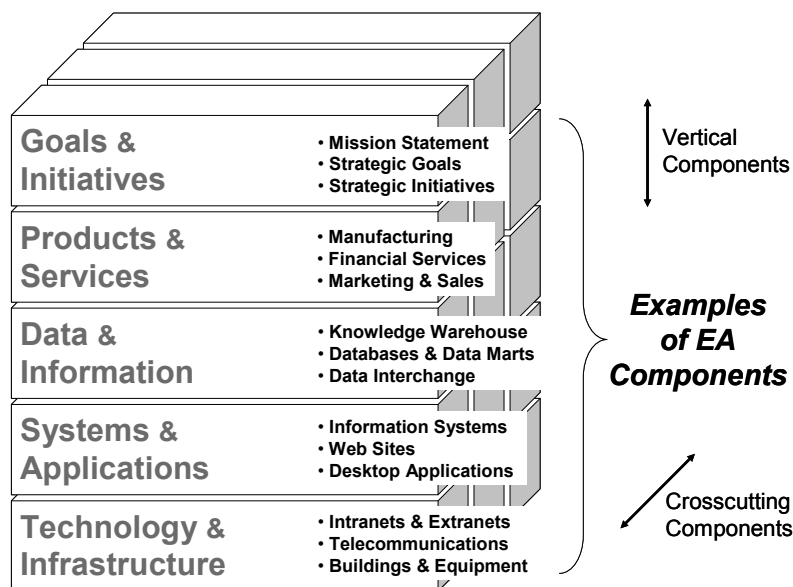 Goals &
Initiatives
• Mission Statement
• Strategic Goals
• Strategic Initiatives
Products &
Services
• Manufacturing
• Financial Services
• Marketing & Sales
Data &
Information
• Knowledge Warehouse
• Databases & Data Marts
• Data Interchange
Systems &
Applications
• Information Systems
• Web Sites
• Desktop Applications
Technology &
Infrastructure
• Intranets & Extranets
• Telecommunications
• Buildings & Equipment
Vertical
Components
Examples
of EA
Components
Crosscutting
Components